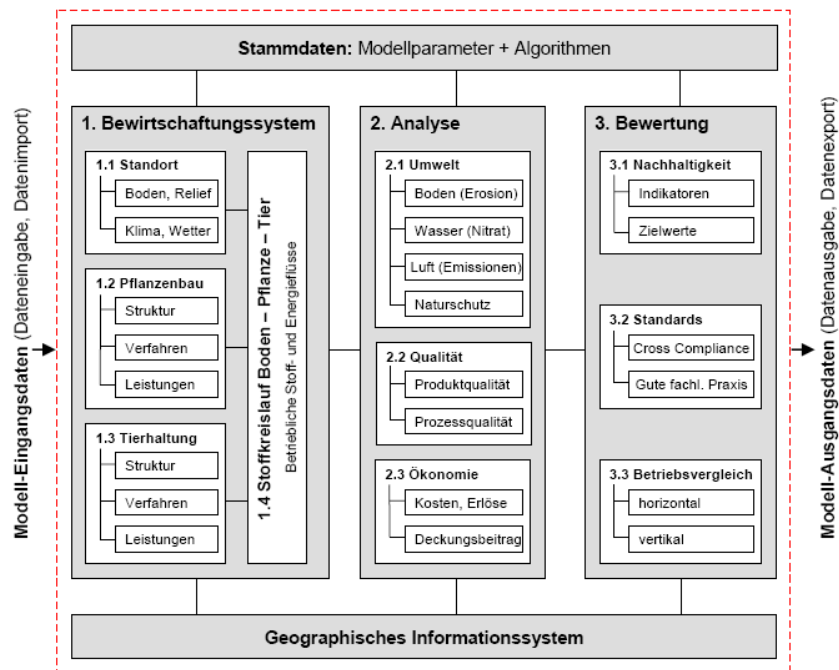 Stammdaten: Modellparameter + Algorithmen
Modell-Eingangsdaten (Dateneingabe, Datenimport)
1. Bewirtschaftungssystem
1.1 Standort
Boden, Relief
Klima, Wetter
1.2 Pflanzenbau
Struktur
Verfahren
Leistungen
1.3 Tierhaltung
Struktur
Verfahren
Leistungen
1.4 Stoffkreislauf Boden – Pflanze – Tier
Betriebliche Stoff- und Energieflüsse
2. Analyse
2.1 Umwelt
Boden (Erosion)
Wasser (Nitrat)
Luft (Emissionen)
Naturschutz
2.2 Qualität
Produktqualität
Prozessqualität
2.3 Ökonomie
Kosten, Erlöse
Deckungsbeitrag
3. Bewertung
3.1 Nachhaltigkeit
Indikatoren
Zielwerte
3.2 Standards
Cross Compliance
Gute fachl. Praxis
3.3 Betriebsvergleich
horizontal
vertikal
Modell-Ausgangsdaten (Datenausgabe, Datenexport)
Geographisches Informationssystem